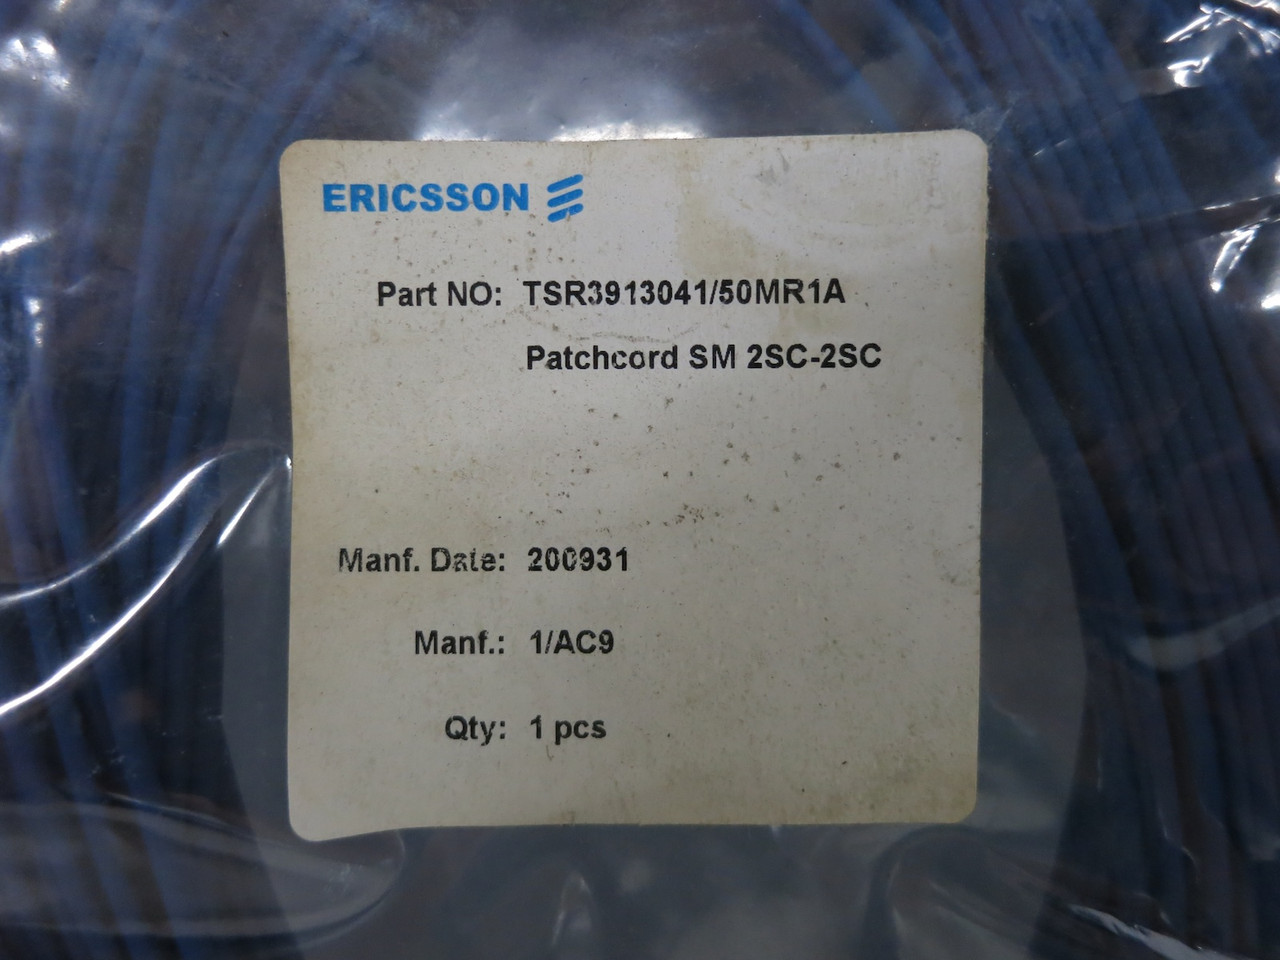 ERICSSON
Part NO: TSR3913041/50MR1A
Patchcord SM 2SC-2SC
Manf. Date: 200931
Manf.: 1/AC9
Qty: 1 pcs